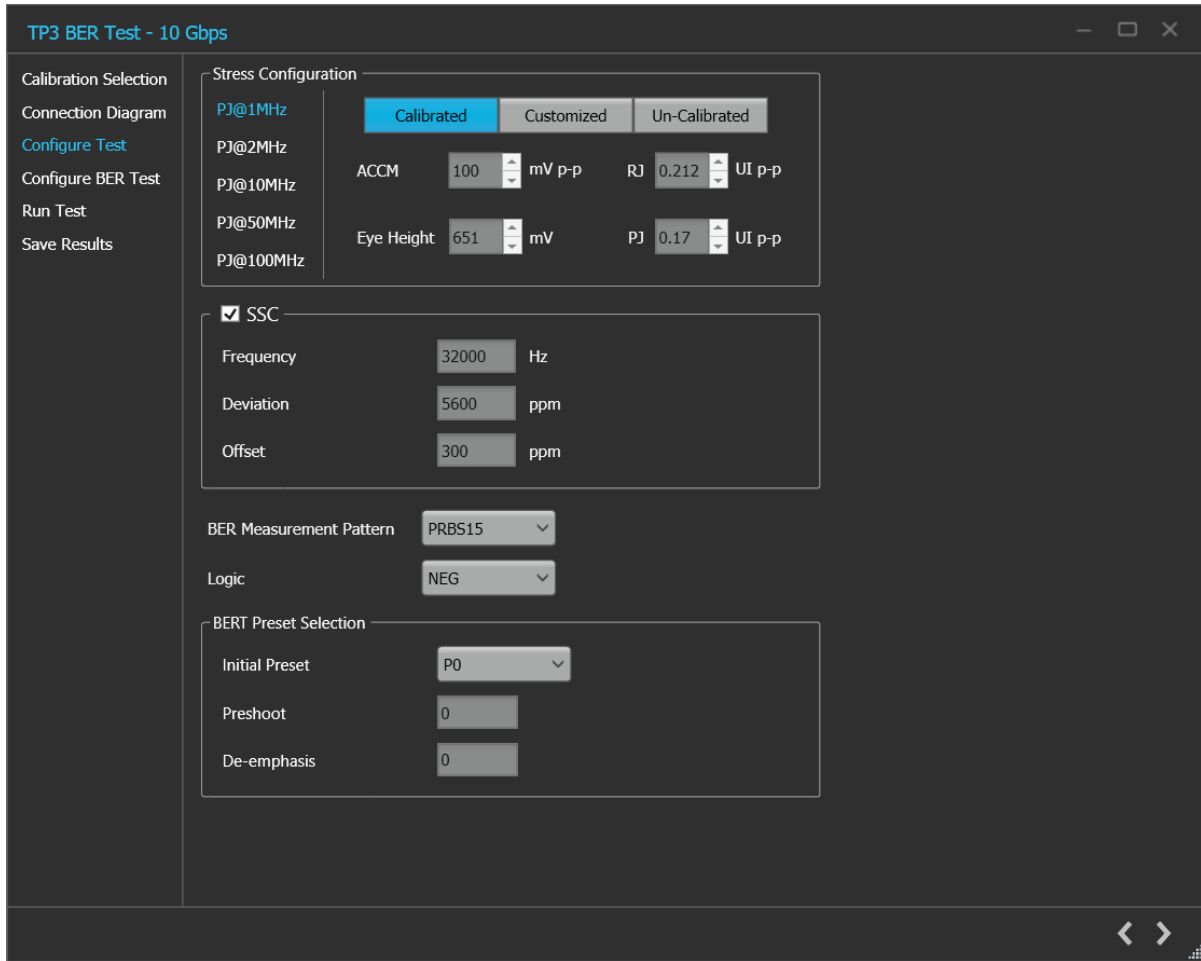 TP3 BER Test - 10 Gbps
Calibration Selection
Connection Diagram
Configure Test
Configure BER Test
Run Test
Save Results
Stress Configuration
PJ@1MHz
PJ@2MHz
PJ@10MHz
PJ@50MHz
PJ@100MHz
Calibrated Customized Un-Calibrated
ACCM 100 mV p-p RJ 0.212 UI p-p
Eye Height 651 mV PJ 0.17 UI p-p
SSC
Frequency 32000 Hz
Deviation 5600 ppm
Offset 300 ppm
BER Measurement Pattern PRBS15
Logic NEG
BERT Preset Selection
Initial Preset P0
Preshoot 0
De-emphasis 0